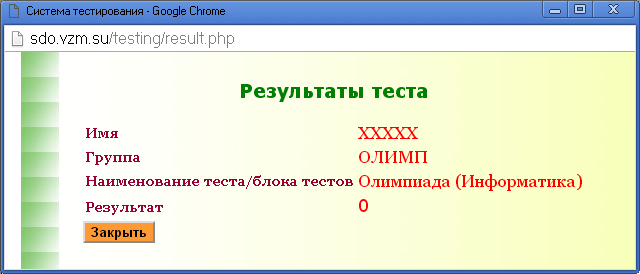 Система тестирования - Google Chrome
sdo.vzm.su/testing/result.php
Результаты теста
Имя XXXXX
Группа ОЛИМП
Наименование теста/блока тестов Олимпиада (Информатика)
Результат 0
Закрыть